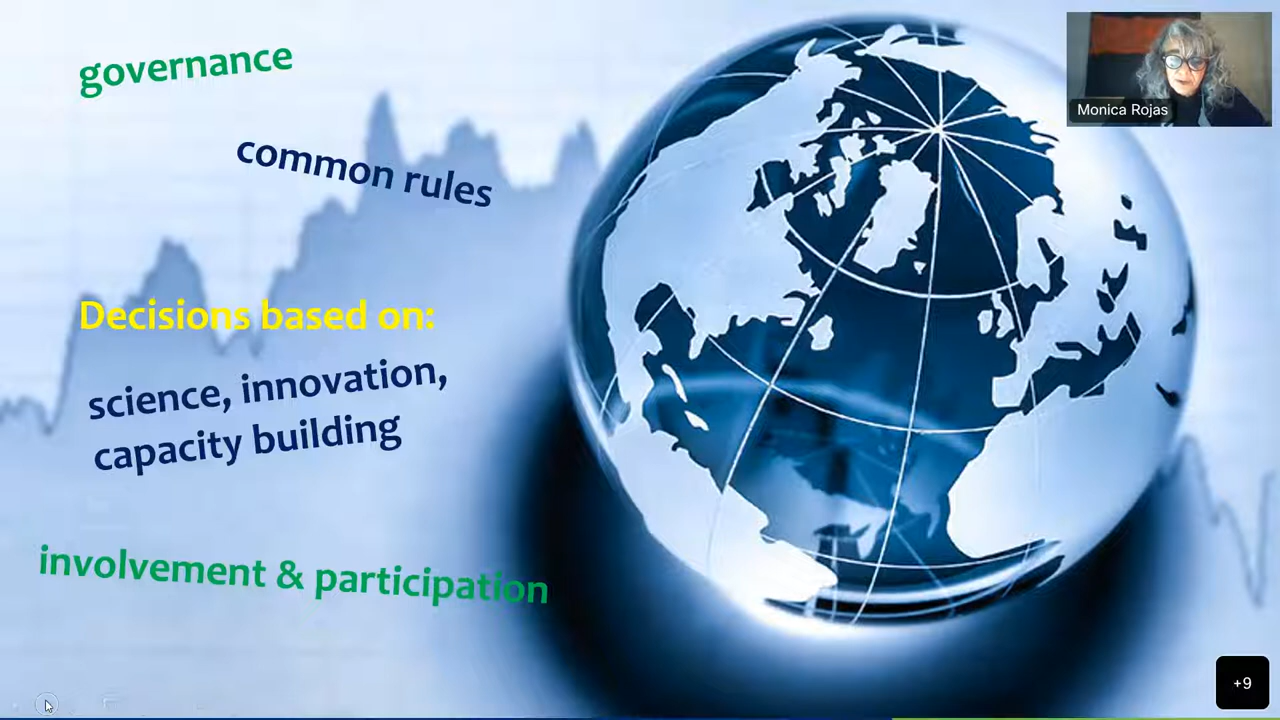 governance
common rules
Decisions based on:
science, innovation,
capacity building
involvement & participation
Monica Rojas
+9